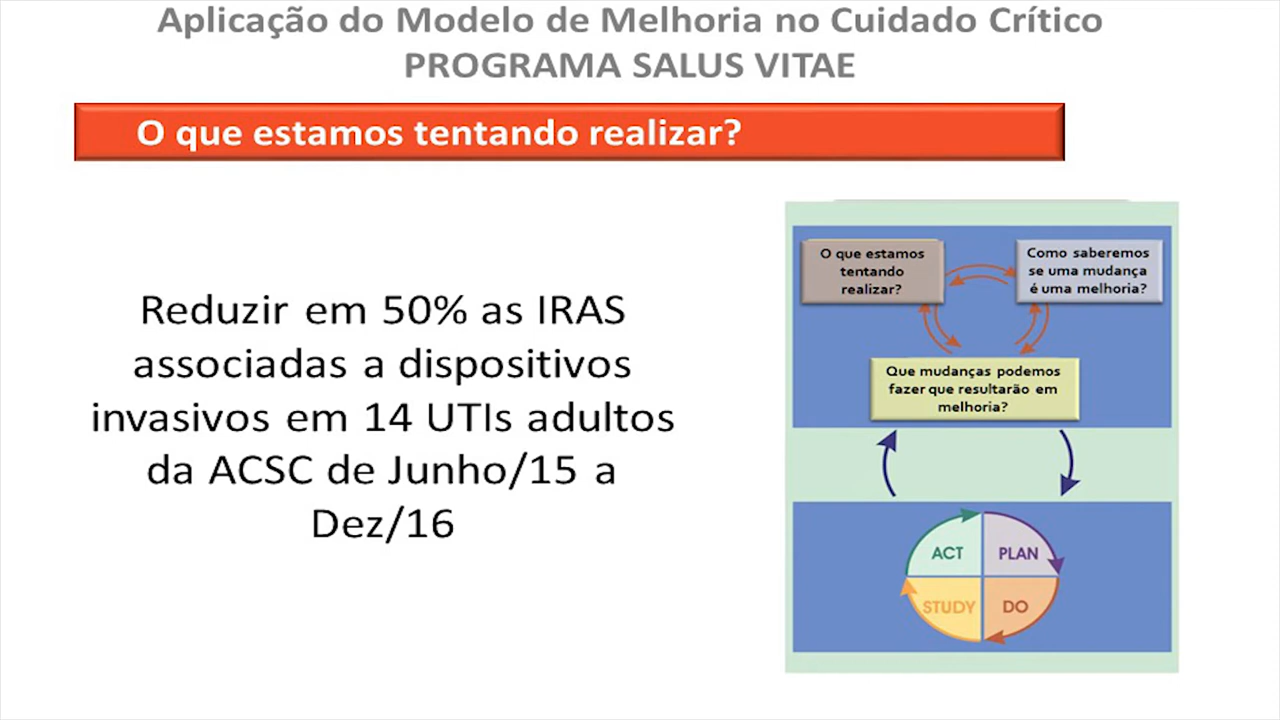 Aplicação do Modelo de Melhoria no Cuidado Crítico
PROGRAMA SALUS VITAE
O que estamos tentando realizar?
Reduzir em 50% as IRAS
associadas a dispositivos
invasivos em 14 UTIs adultos
da ACSC de Junho/15 a
Dez/16
O que estamos
tentando
realizar?
Como saberemos
se uma mudança
é uma melhoria?
Que mudanças podemos
fazer que resultarão em
melhoria?
ACT
PLAN
STUDY
DO